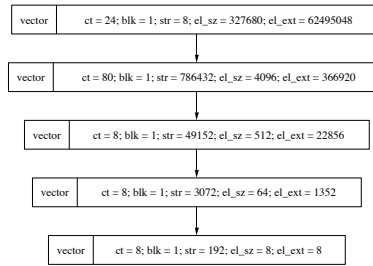 vector ct = 24; blk = 1; str = 8; el_sz = 327680; el_ext = 62495048
vector ct = 80; blk = 1; str = 786432; el_sz = 4096; el_ext = 366920
vector ct = 8; blk = 1; str = 49152; el_sz = 512; el_ext = 22856
vector ct = 8; blk = 1; str = 3072; el_sz = 64; el_ext = 1352
vector ct = 8; blk = 1; str = 192; el_sz = 8; el_ext = 8